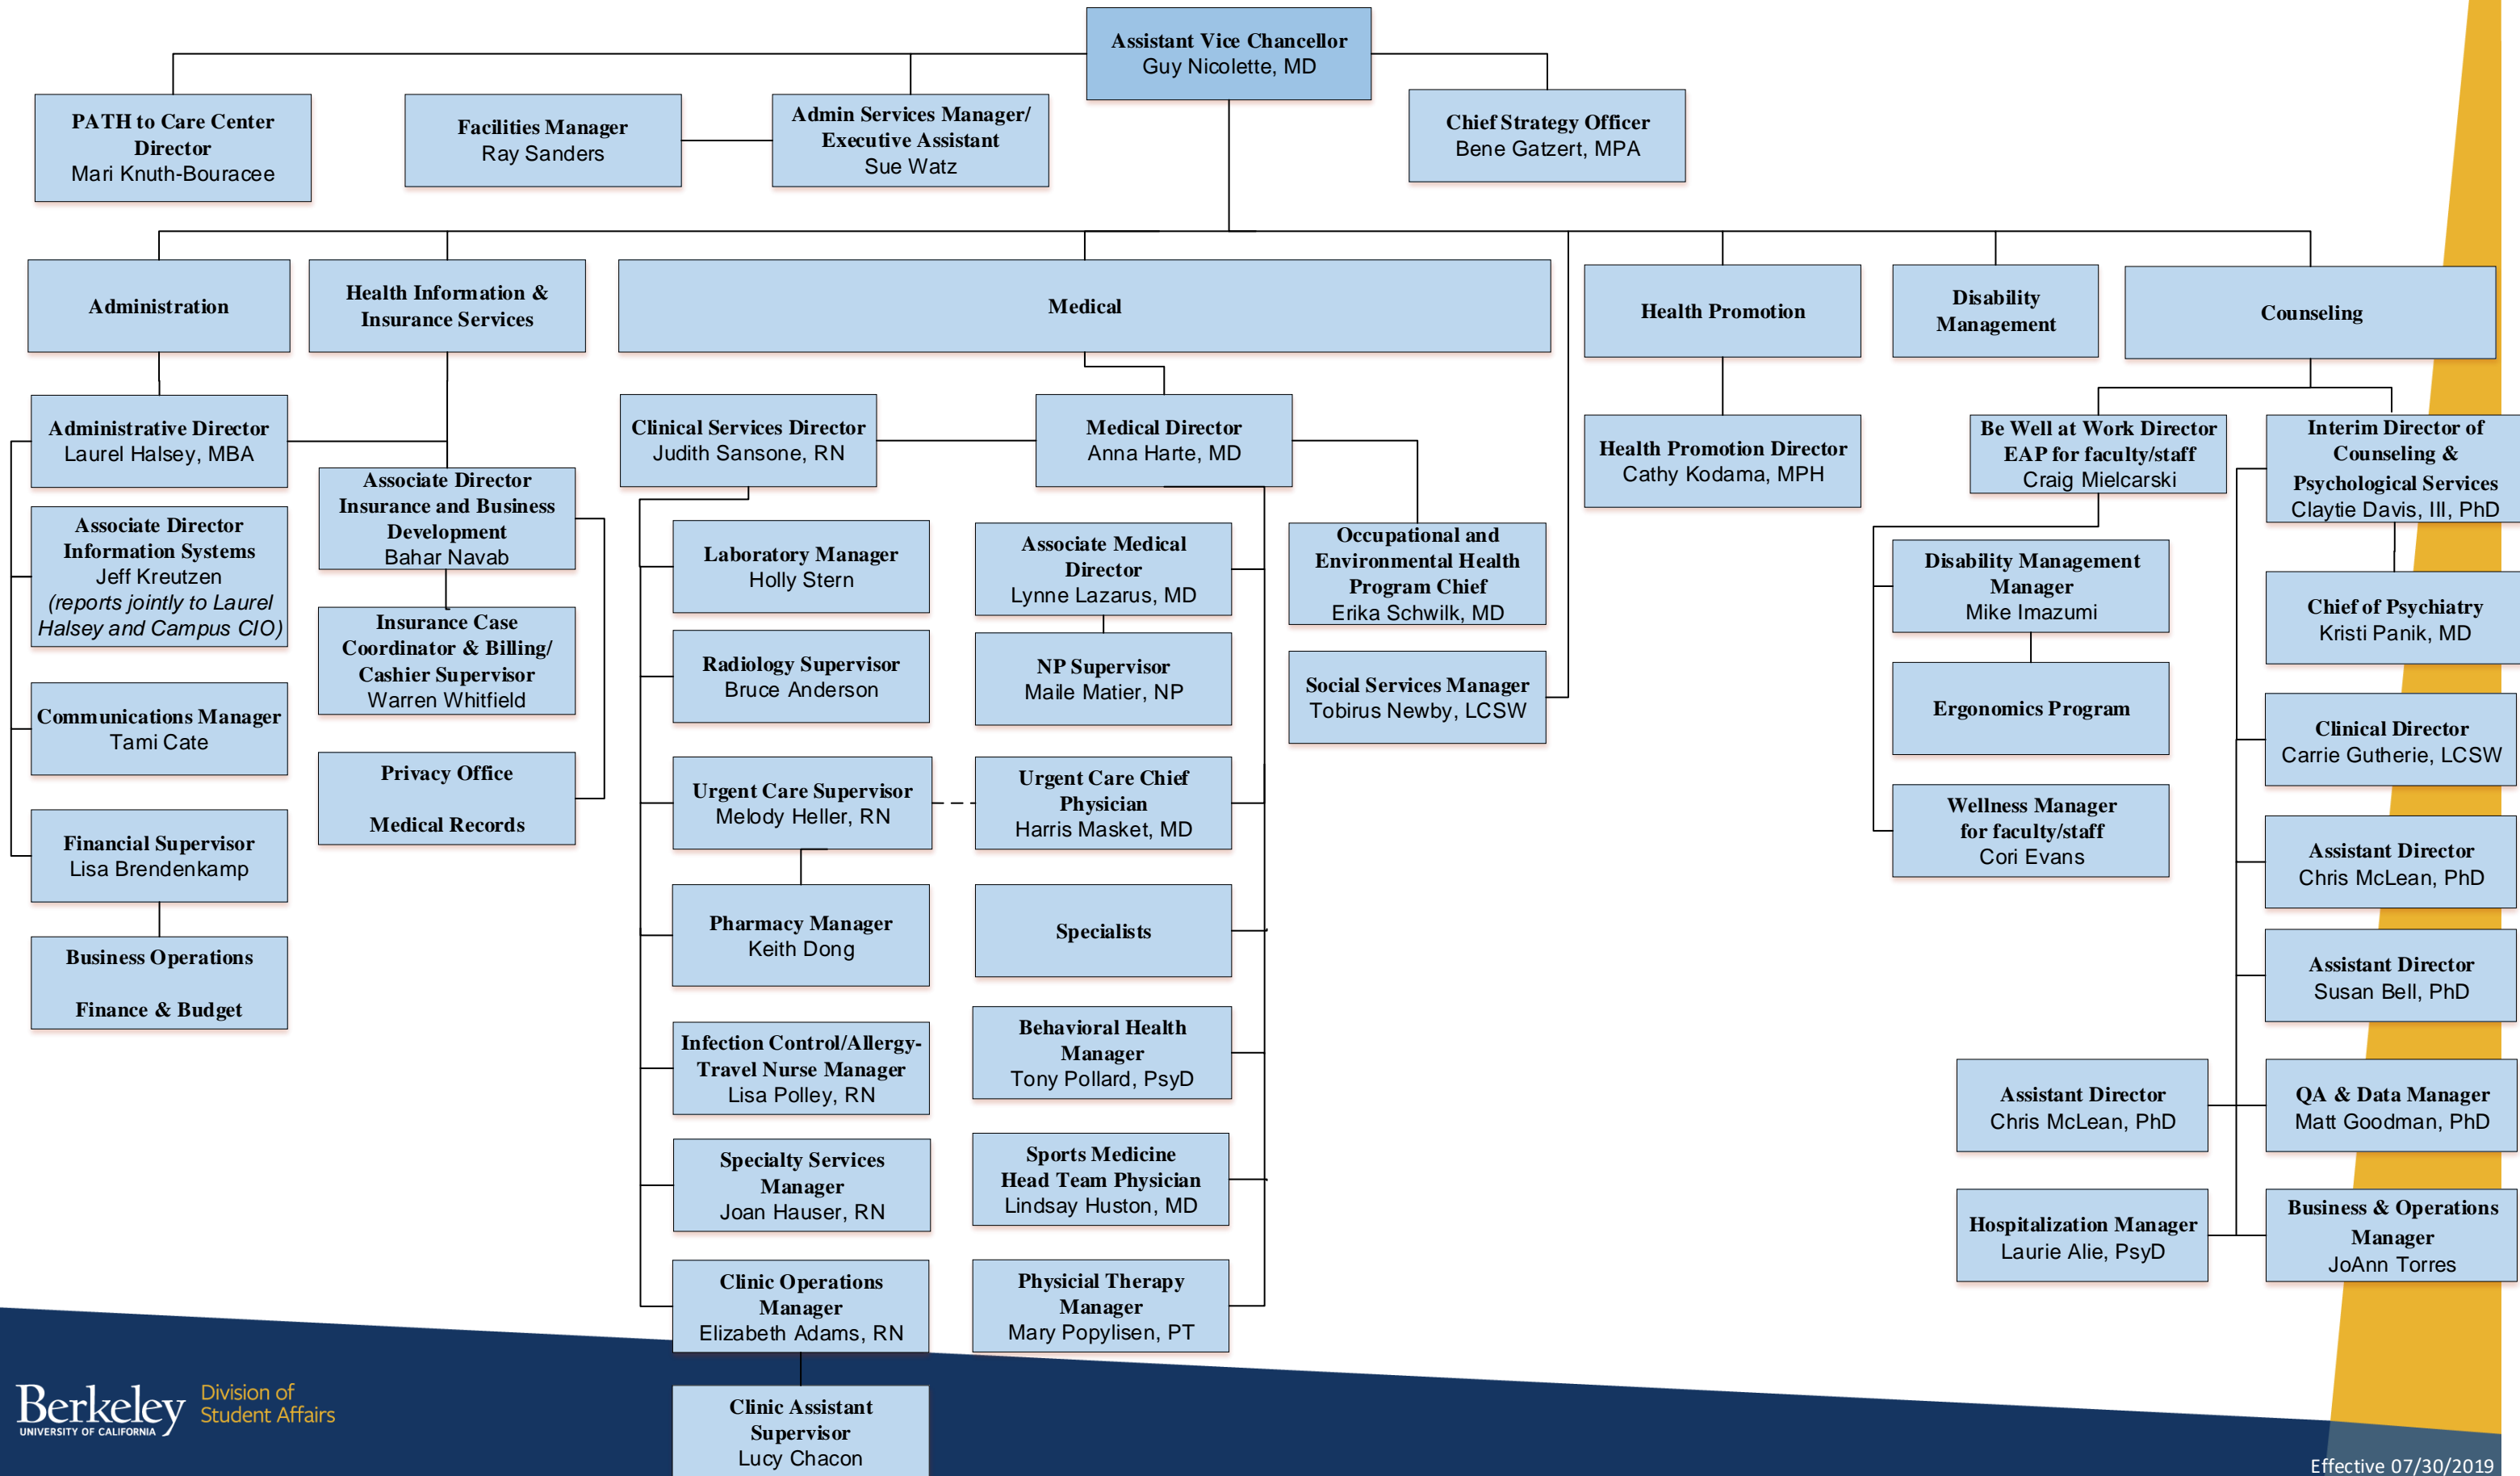 Assistant Vice Chancellor
Guy Nicolette, MD
PATH to Care Center
Director
Mari Knuth-Bouracee
Facilities Manager
Ray Sanders
Admin Services Manager/
Executive Assistant
Sue Watz
Chief Strategy Officer
Bene Gatzert, MPA
Administration
Health Information &
Insurance Services
Medical
Health Promotion
Disability
Management
Counseling
Administrative Director
Laurel Halsey, MBA
Associate Director
Information Systems
Jeff Kreutzen
(reports jointly to Laurel
Halsey and Campus CIO)
Communications Manager
Tami Cate
Financial Supervisor
Lisa Brendenkamp
Business Operations
Finance & Budget
Associate Director
Insurance and Business
Development
Bahar Navab
Insurance Case
Coordinator & Billing/
Cashier Supervisor
Warren Whitfield
Privacy Office
Medical Records
Clinical Services Director
Judith Sansone, RN
Laboratory Manager
Holly Stern
Radiology Supervisor
Bruce Anderson
Urgent Care Supervisor
Melody Heller, RN
Pharmacy Manager
Keith Dong
Infection Control/Allergy-
Travel Nurse Manager
Lisa Polley, RN
Specialty Services
Manager
Joan Hauser, RN
Clinic Operations
Manager
Elizabeth Adams, RN
Clinic Assistant
Supervisor
Lucy Chacon
Medical Director
Anna Harte, MD
Associate Medical
Director
Lynne Lazarus, MD
NP Supervisor
Maile Matier, NP
Urgent Care Chief
Physician
Harris Masket, MD
Specialists
Behavioral Health
Manager
Tony Pollard, PsyD
Sports Medicine
Head Team Physician
Lindsay Huston, MD
Physicial Therapy
Manager
Mary Popylisen, PT
Occupational and
Environmental Health
Program Chief
Erika Schwilk, MD
Social Services Manager
Tobirus Newby, LCSW
Health Promotion Director
Cathy Kodama, MPH
Be Well at Work Director
EAP for faculty/staff
Craig Mielcarski
Disability Management
Manager
Mike Imazumi
Ergonomics Program
Wellness Manager
for faculty/staff
Cori Evans
Interim Director of
Counseling &
Psychological Services
Claytie Davis, III, PhD
Chief of Psychiatry
Kristi Panik, MD
Clinical Director
Carrie Gutherie, LCSW
Assistant Director
Chris McLean, PhD
Assistant Director
Susan Bell, PhD
Assistant Director
Chris McLean, PhD
QA & Data Manager
Matt Goodman, PhD
Hospitalization Manager
Laurie Alie, PsyD
Business & Operations
Manager
JoAnn Torres
Berkeley
UNIVERSITY OF CALIFORNIA
Division of
Student Affairs
Effective 07/30/2019